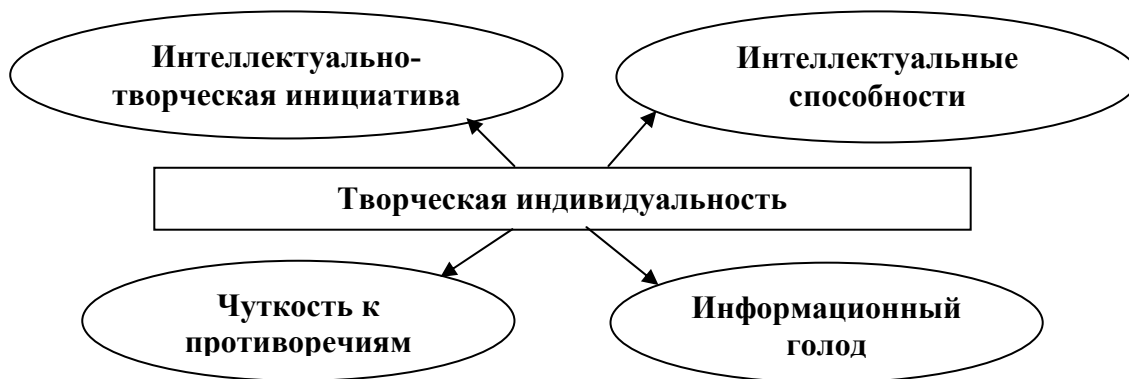 Интеллектуально-
творческая инициатива
Интеллектуальные
способности
Творческая индивидуальность
Чуткость к
противоречиям
Информационный
голод